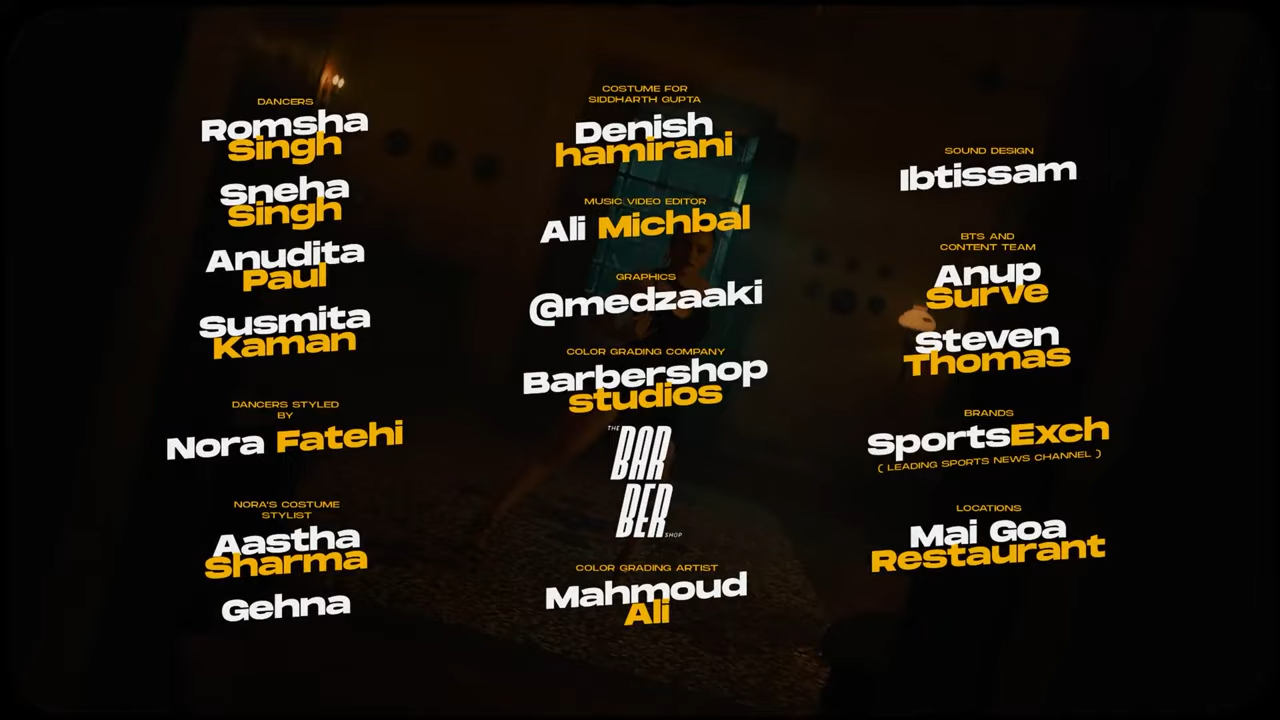 DANCERS
Romsha
Singh
Sneha
Singh
Anudita
Paul
Susmita
Kaman
DANCERS STYLED
BY
Nora Fatehi
NORA'S COSTUME
STYLIST
Aastha
Sharma
Gehna
COSTUME FOR
SIDDHARTH GUPTA
Denish
hamirani
MUSIC VIDEO EDITOR
Ali Michbal
GRAPHICS
@medzaaki
COLOR GRADING COMPANY
Barbershop
studios
THE
BAR
BER
SHOP
COLOR GRADING ARTIST
Mahmoud
Ali
SOUND DESIGN
Ibtissam
BTS AND
CONTENT TEAM
Anup
Surve
Steven
Thomas
BRANDS
SportsExch
( LEADING SPORTS NEWS CHANNEL )
LOCATIONS
Mai Goa
Restaurant